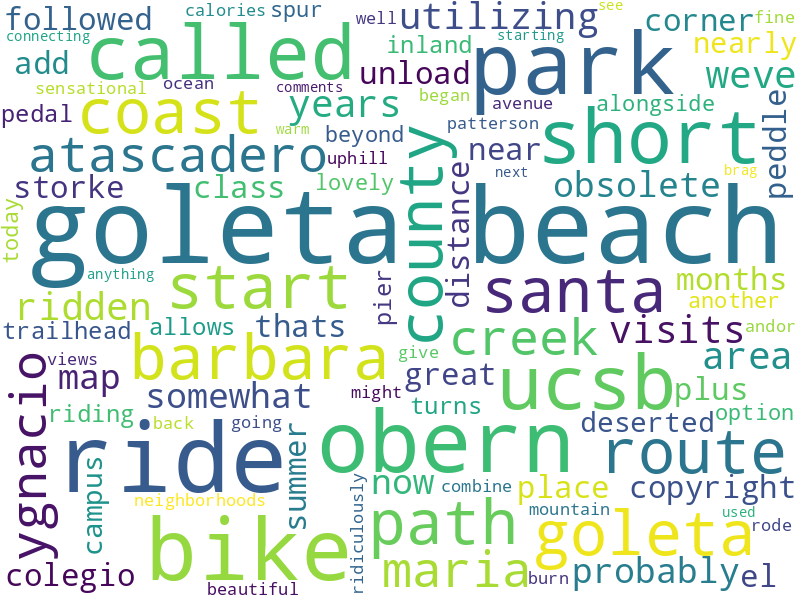 followed
calories
spur
well
utilizing
see
corner
fine
connecting
called
starting
park
add
inland
nearly
sensational
ocean
comments
unload
weve
pedal
coast
years
began
avenue
alongside
warm
beyond
patterson
short
peddle
atascadero
uphill
county
near
next
brag
storke
class
lovely
distance
obsolete
today
goleta
beach
anything
start
pier
santa
months
another
ridden
trailhead
allows
thats
creek
visits
andor
barbara
give
area
views
map
great
ucsb
plus
ygnacio
somewhat
might
riding
turns
deserted
option
back
going
ride
obern
route
campus
summer
now
combine
place
copyright
neighborhoods
ridiculously
path
mountain
used
bike
goleta
rode
colegio
beautiful
maria
burn
probably
el